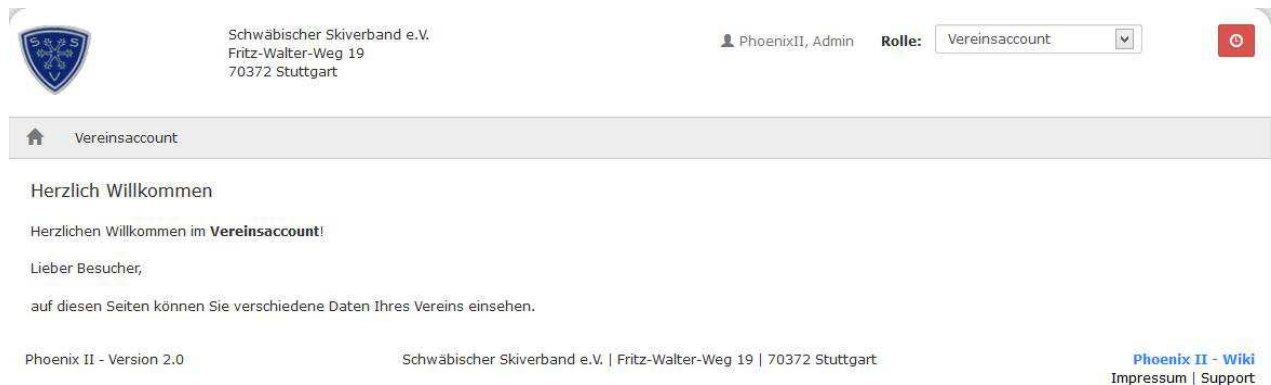 SSV
Schwäbischer Skiverband e.V.
Fritz-Walter-Weg 19
70372 Stuttgart
PhoenixII, Admin Rolle: Vereinsaccount
Vereinsaccount
Herzlich Willkommen
Herzlichen Willkommen im Vereinsaccount!
Lieber Besucher,
auf diesen Seiten können Sie verschiedene Daten Ihres Vereins einsehen.
Phoenix II - Version 2.0 Schwäbischer Skiverband e.V. | Fritz-Walter-Weg 19 | 70372 Stuttgart Phoenix II - Wiki
Impressum | Support